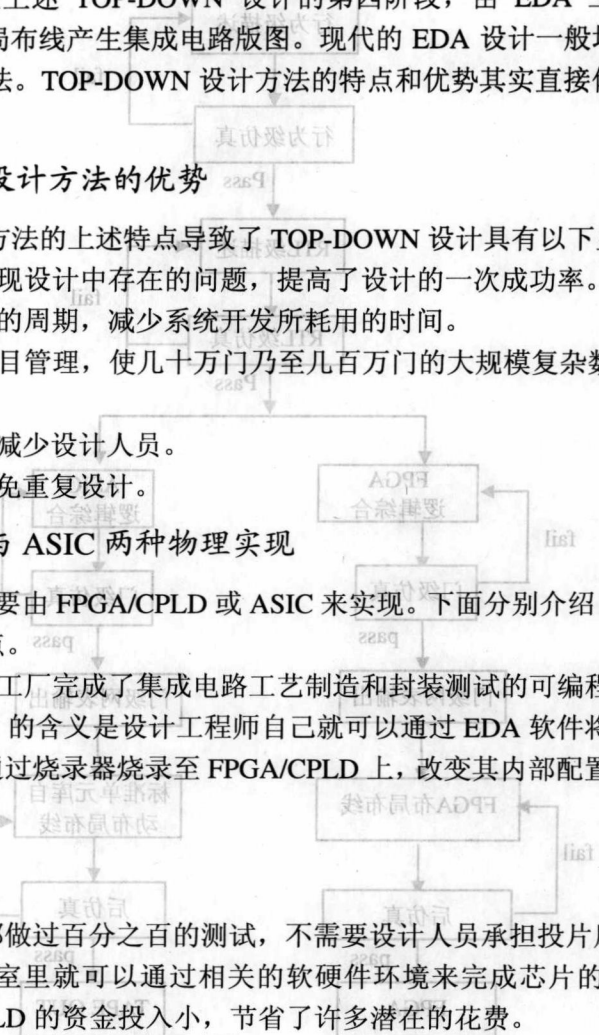 上述 TOP-DOWN 设计的第四阶段，由 EDA
局布线产生集成电路版图。现代的 EDA 设计一般
法。TOP-DOWN 设计方法的特点和优势其实直接
设计方法的优势
方法的上述特点导致了 TOP-DOWN 设计具有以下
现设计中存在的问题，提高了设计的一次成功率。
的周期，减少系统开发所耗用的时间。
目管理，使几十万门乃至几百万门的大规模复杂数
减少设计人员。
免重复设计。
与 ASIC 两种物理实现
要由 FPGA/CPLD 或 ASIC 来实现。下面分别介绍
点。
工厂完成了集成电路工艺制造和封装测试的可编程
的含义是设计工程师自己就可以通过 EDA 软件将
通过烧录器烧录至 FPGA/CPLD 上，改变其内部配置
都做过百分之百的测试，不需要设计人员承担投片
室里就可以通过相关的软硬件环境来完成芯片的
LD 的资金投入小，节省了许多潜在的花费。